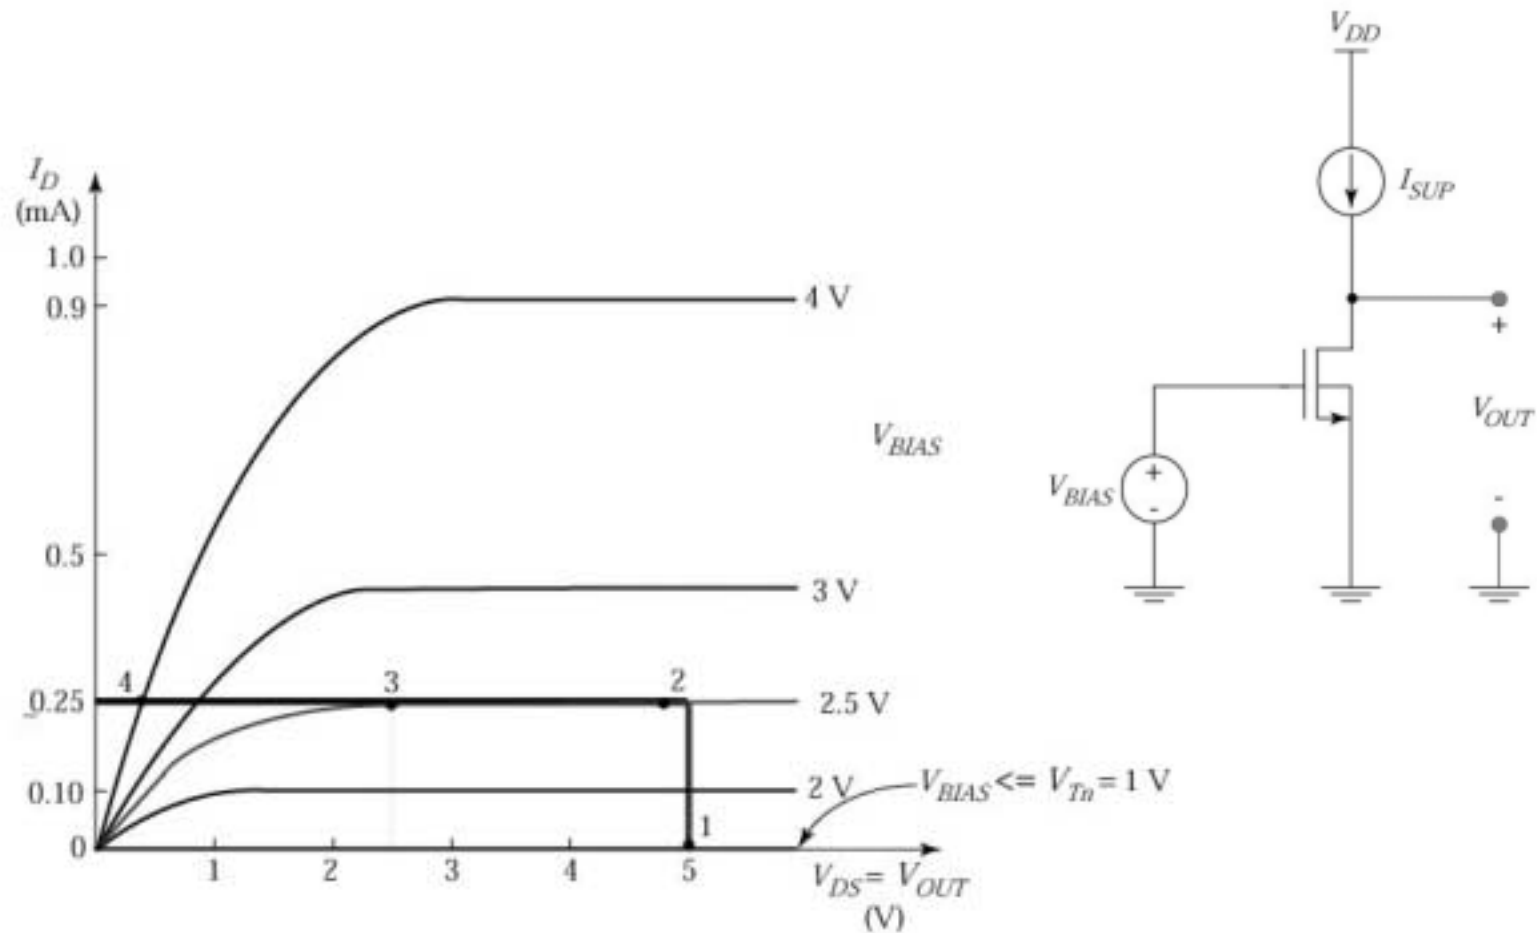 V_DD
I_SUP
I_D
(mA)
1.0
0.9
4 V
+
V_OUT
V_BIAS
V_BIAS
+
-
-
0.5
3 V
4
3
2
0.25
2.5 V
0.10
2 V
V_BIAS <= V_Tn = 1 V
1
0
1
2
3
4
5
V_DS = V_OUT
(V)